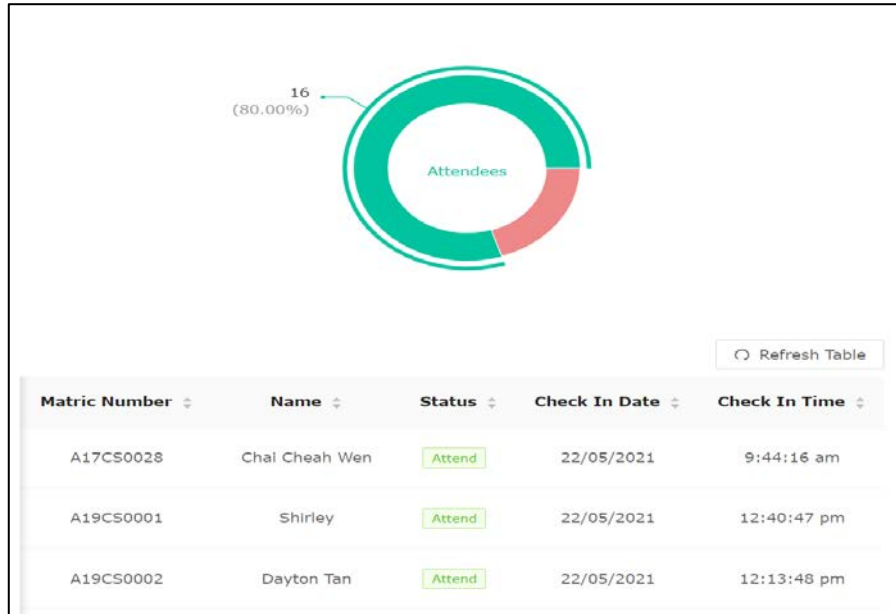 16
(80.00%)
Attendees
Refresh Table
Matric Number Name Status Check In Date Check In Time
A17CS0028 Chai Cheah Wen Attend 22/05/2021 9:44:16 am
A19CS0001 Shirley Attend 22/05/2021 12:40:47 pm
A19CS0002 Dayton Tan Attend 22/05/2021 12:13:48 pm